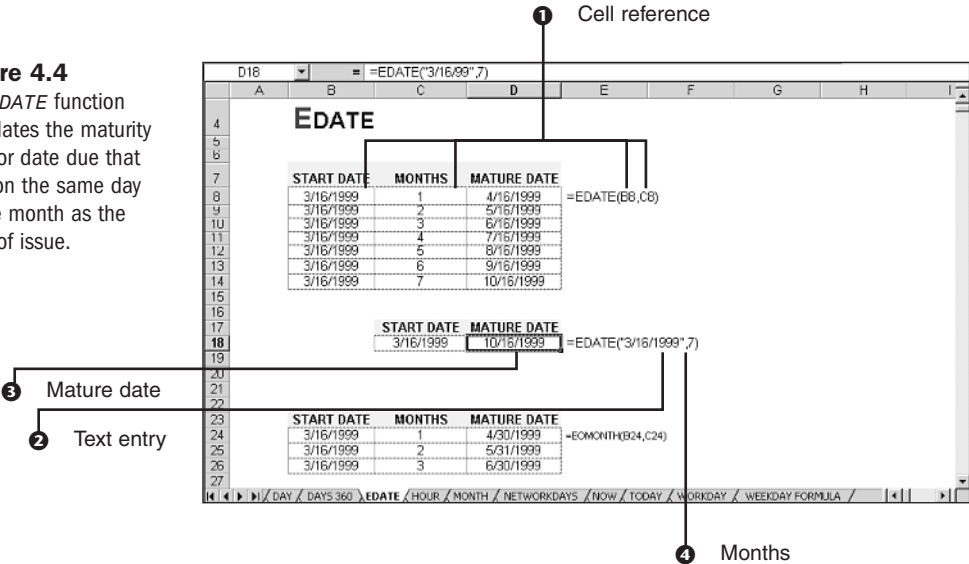 ❶ Cell reference
re 4.4
DATE function
lates the maturity
or date due that
on the same day
e month as the
of issue.
D18 = =EDATE("3/16/99",7)
A B C D E F G H I
4 EDATE
5
6
7 START DATE MONTHS MATURE DATE
8 3/16/1999 1 4/16/1999 =EDATE(B8,C8)
9 3/16/1999 2 5/16/1999
10 3/16/1999 3 6/16/1999
11 3/16/1999 4 7/16/1999
12 3/16/1999 5 8/16/1999
13 3/16/1999 6 9/16/1999
14 3/16/1999 7 10/16/1999
15
16
17 START DATE MATURE DATE
18 3/16/1999 10/16/1999 =EDATE("3/16/1999",7)
19
20
21
22
23 START DATE MONTHS MATURE DATE
24 3/16/1999 1 4/30/1999 =EOMONTH(B24,C24)
25 3/16/1999 2 5/31/1999
26 3/16/1999 3 6/30/1999
27
DAY / DAYS 360 \ EDATE / HOUR / MONTH / NETWORKDAYS / NOW / TODAY / WORKDAY / WEEKDAY FORMULA /
❸ Mature date
❷ Text entry
❹ Months